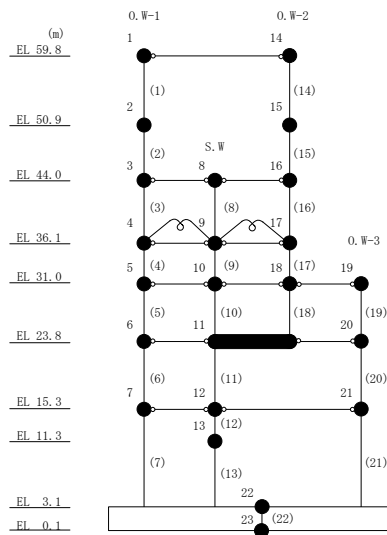 O.W-1 O.W-2
(m) 1 14
EL 59.8
(1) (14)
2 15
EL 50.9
(2) S.W (15)
3 8 16
EL 44.0
(3) (8) (16)
4 9 17
EL 36.1
O.W-3
5 (4) 10 (9) 18 (17) 19
EL 31.0
(5) (10) (18) (19)
6 11 20
EL 23.8
(6) (11) (20)
7 12 21
EL 15.3
13 (12)
EL 11.3
(7) (13) (21)
22
EL 3.1
23 (22)
EL 0.1